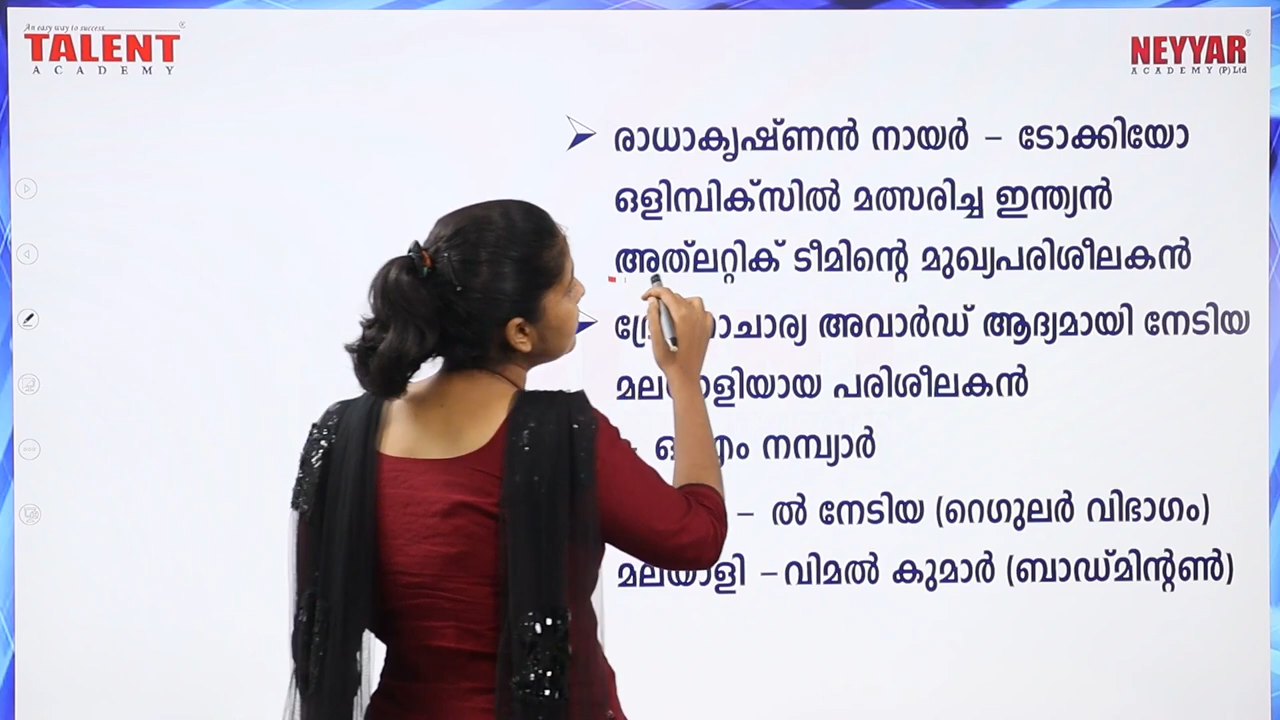 An easy way to success
TALENT
ACADEMY
NEYYAR
ACADEMY (P) Ltd
രാധാകൃഷ്ണൻ നായർ – ടോക്കിയോ
ഒളിമ്പിക്സിൽ മത്സരിച്ച ഇന്ത്യൻ
അത്‌ലറ്റിക് ടീമിന്റെ മുഖ്യപരിശീലകൻ
അവാർഡ് ആദ്യമായി നേടിയ
പരിശീലകൻ
നമ്പ്യാർ
– ൽ നേടിയ (റെഗുലർ വിഭാഗം)
മലയാളി – വിമൽ കുമാർ (ബാഡ്മിന്റൺ)